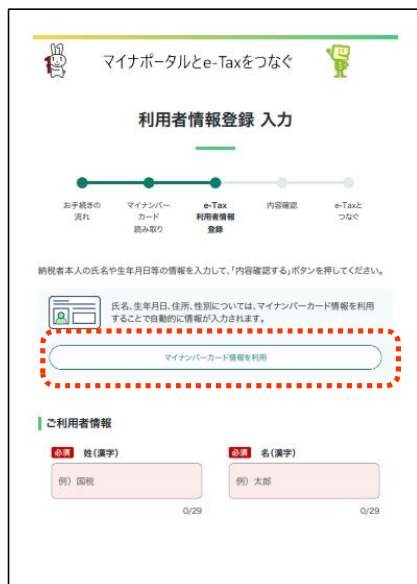 マイナポータルとe-Taxをつなぐ
利用者情報登録 入力
お手続きの
流れ
マイナンバー
カード
読み取り
e-Tax
利用者情報
登録
内容確認
e-Taxと
つなぐ
納税者本人の氏名や生年月日等の情報を入力して、「内容確認する」ボタンを押してください。
氏名、生年月日、住所、性別については、マイナンバーカード情報を利用
することで自動的に情報が入力されます。
マイナンバーカード情報を利用
ご利用者情報
必須 姓(漢字)
例) 国税
0/29
必須 名(漢字)
例) 太郎
0/29